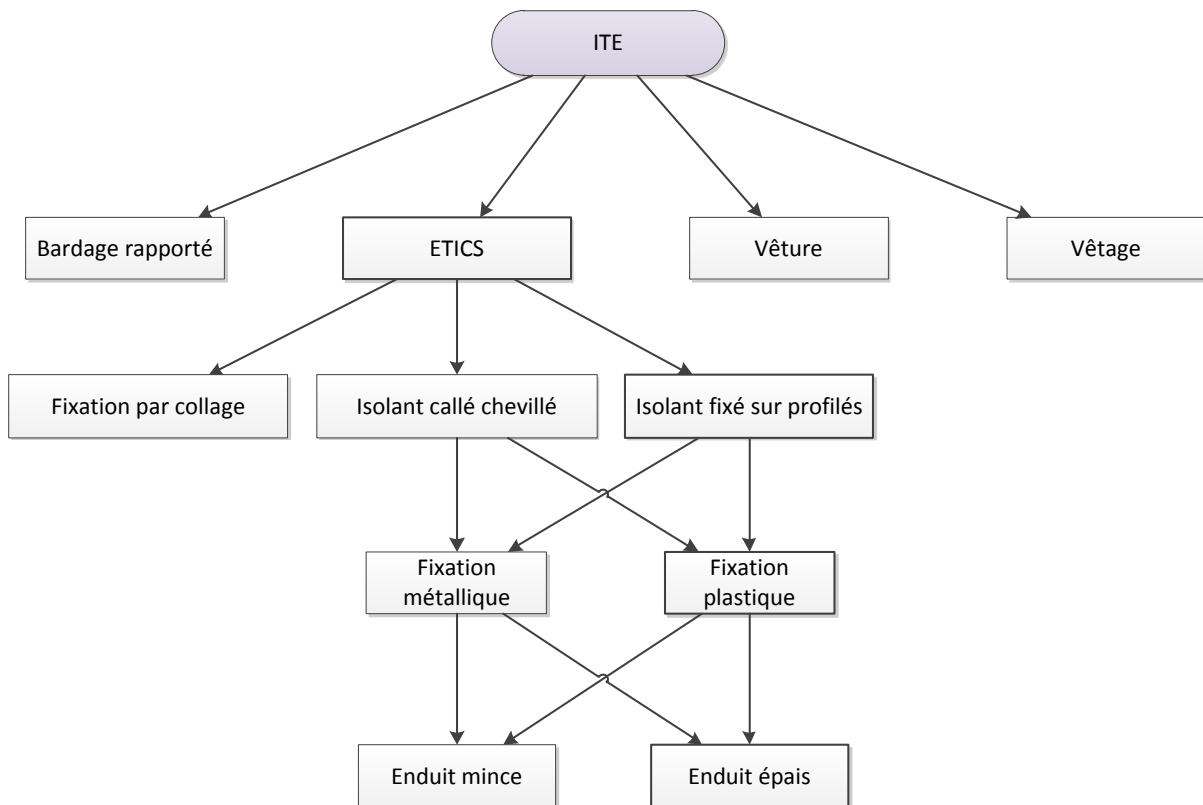 ITE
Bardage rapporté
ETICS
Vêture
Vêtage
Fixation par collage
Isolant callé chevillé
Isolant fixé sur profilés
Fixation
métallique
Fixation
plastique
Enduit mince
Enduit épais